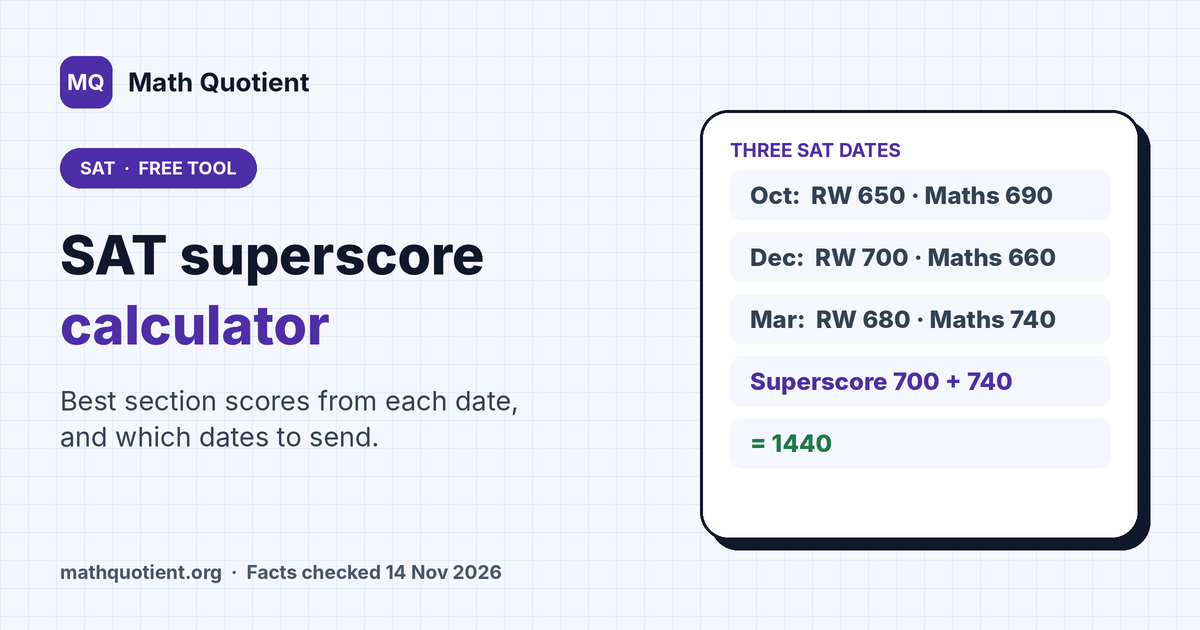 MQ Math Quotient
SAT · FREE TOOL
SAT superscore
calculator
Best section scores from each date,
and which dates to send.
mathquotient.org · Facts checked 14 Nov 2026
THREE SAT DATES
Oct: RW 650 · Maths 690
Dec: RW 700 · Maths 660
Mar: RW 680 · Maths 740
Superscore 700 + 740
= 1440